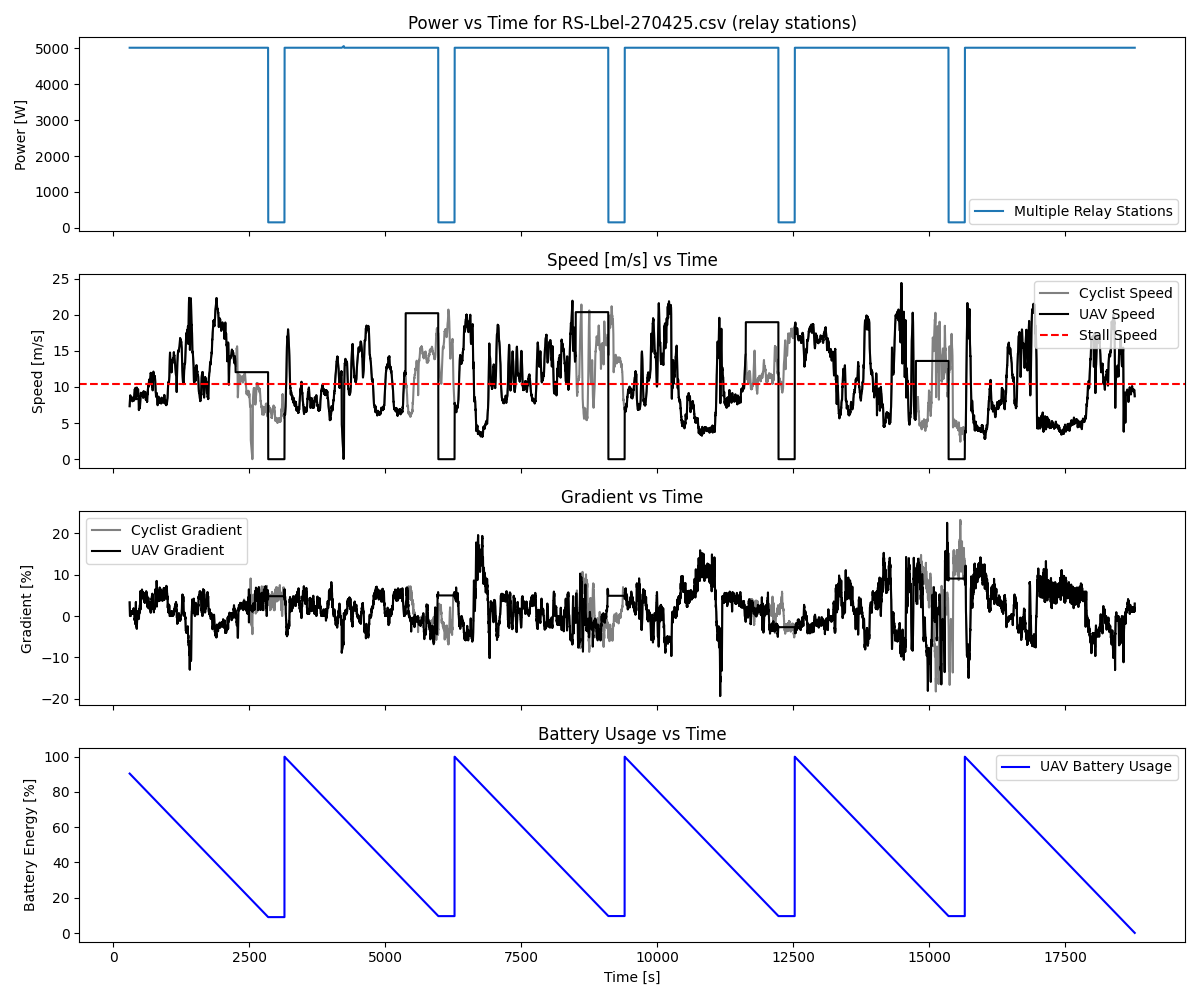 Power vs Time for RS-Lbel-270425.csv (relay stations)
Power [W]
5000
4000
3000
2000
1000
0
Multiple Relay Stations
Speed [m/s] vs Time
Speed [m/s]
25
20
15
10
5
0
Cyclist Speed
UAV Speed
Stall Speed
Gradient vs Time
Gradient [%]
20
10
0
−10
−20
Cyclist Gradient
UAV Gradient
Battery Usage vs Time
Battery Energy [%]
100
80
60
40
20
0
UAV Battery Usage
0 2500 5000 7500 10000 12500 15000 17500
Time [s]